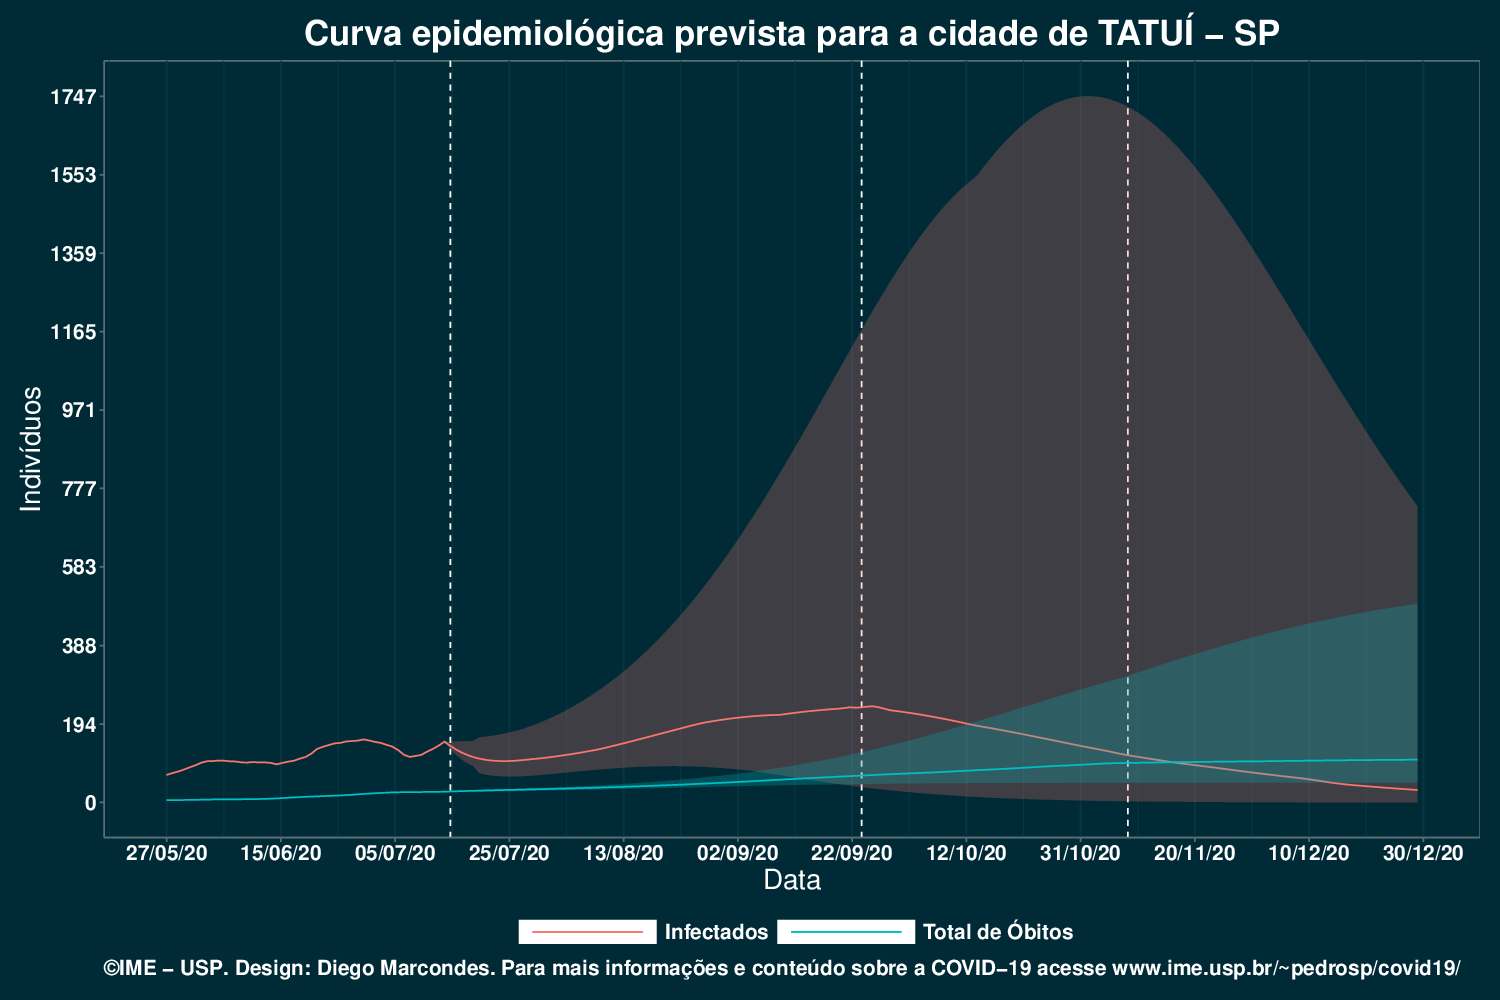 Curva epidemiológica prevista para a cidade de TATUÍ – SP
1747
1553
1359
1165
971
777
583
388
194
0
Indivíduos
27/05/20 15/06/20 05/07/20 25/07/20 13/08/20 02/09/20 22/09/20 12/10/20 31/10/20 20/11/20 10/12/20 30/12/20
Data
Infectados Total de Óbitos
©IME – USP. Design: Diego Marcondes. Para mais informações e conteúdo sobre a COVID–19 acesse www.ime.usp.br/~pedrosp/covid19/